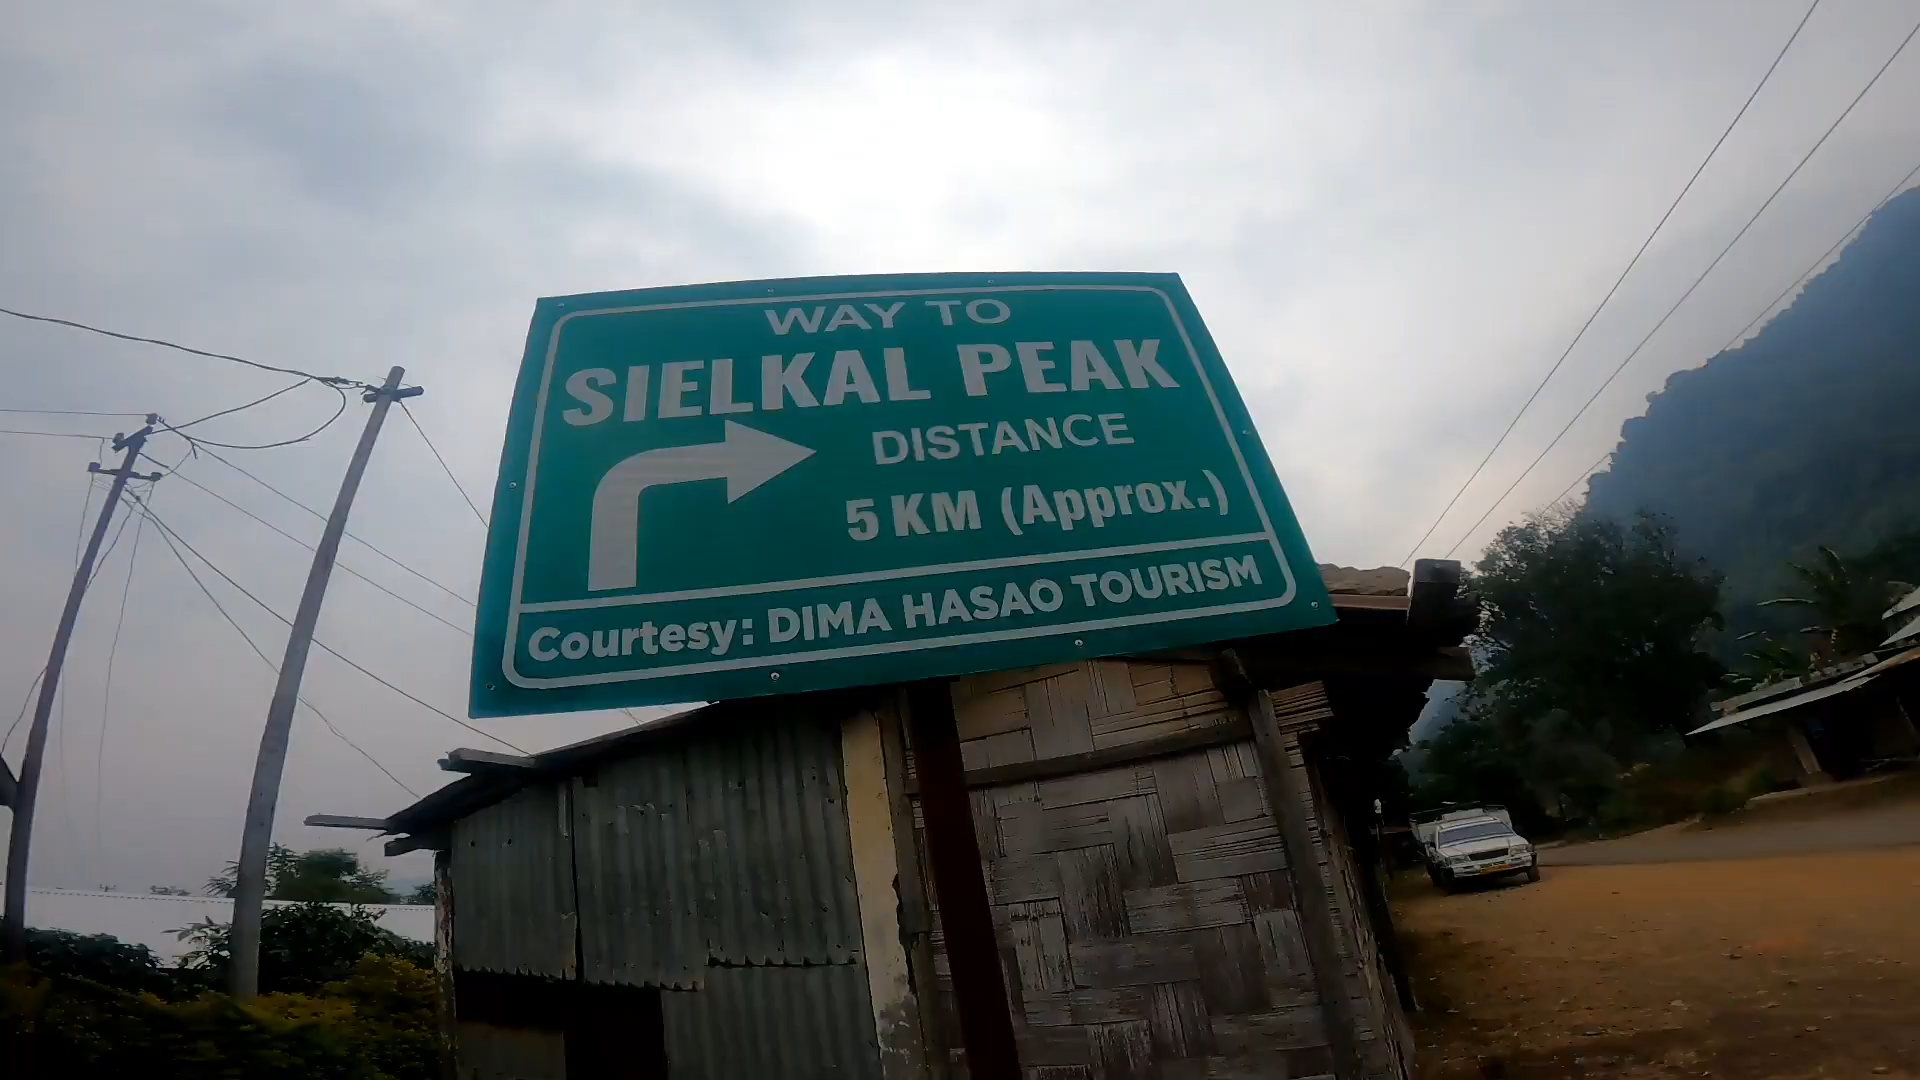 WAY TO
SIELKAL PEAK
DISTANCE
5 KM (Approx.)
Courtesy: DIMA HASAO TOURISM